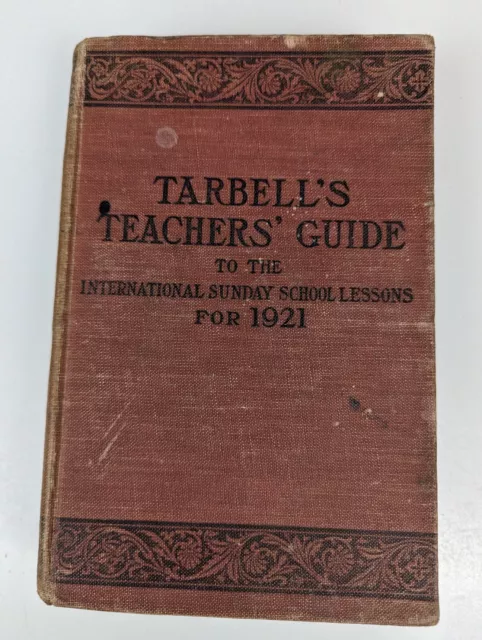 TARBELL'S
TEACHERS' GUIDE
TO THE
INTERNATIONAL SUNDAY SCHOOL LESSONS
FOR 1921